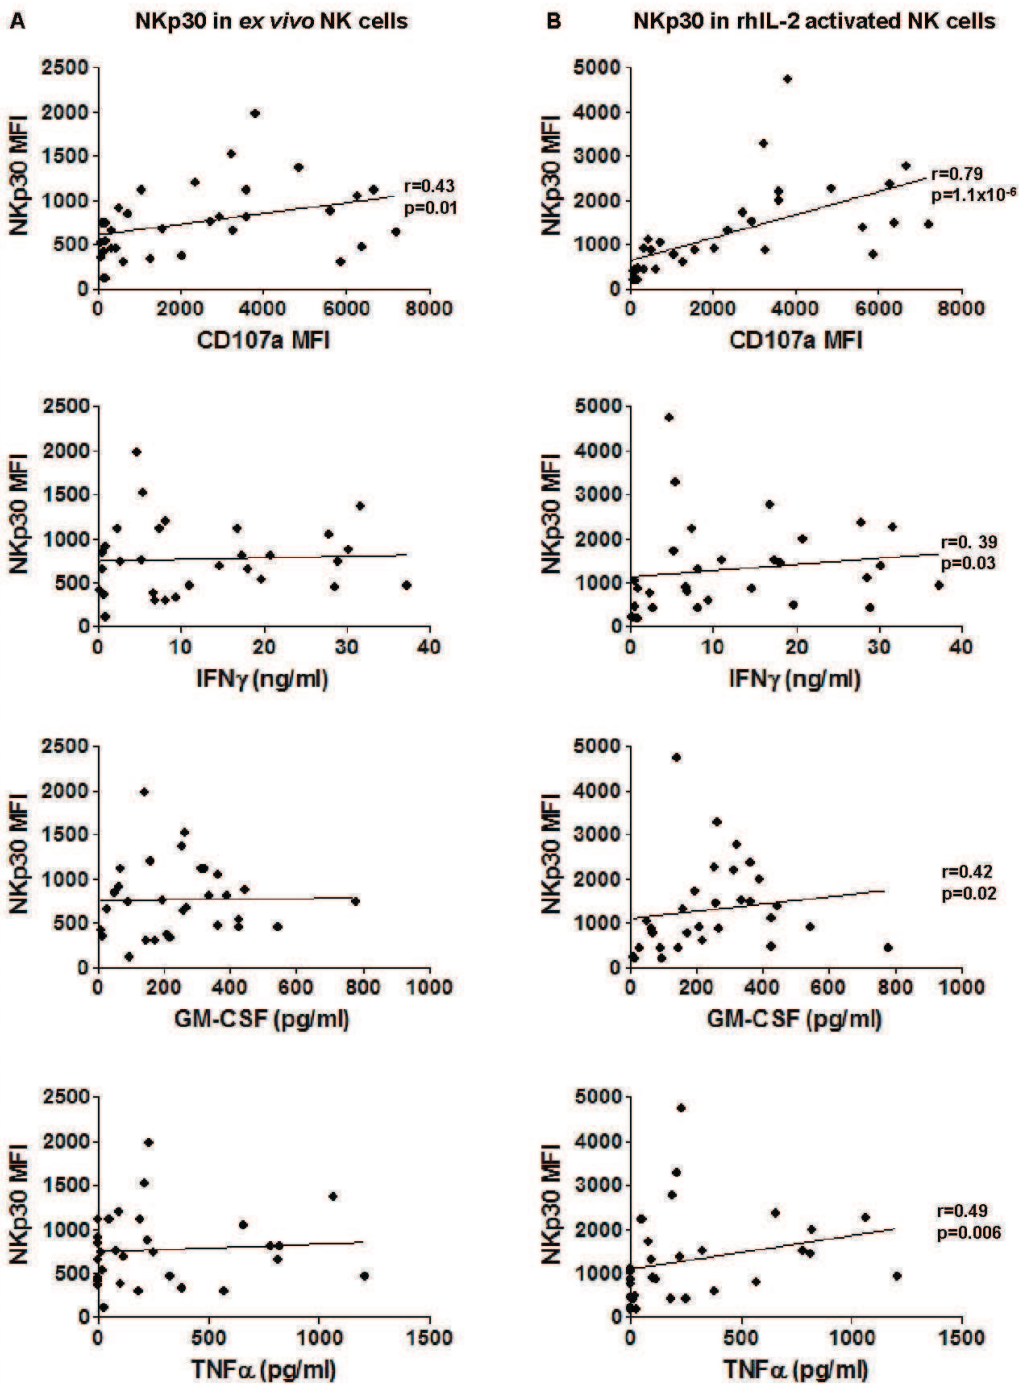 A NKp30 in ex vivo NK cells
B NKp30 in rhIL-2 activated NK cells
2500
2000
1500
1000
500
0
NKp30 MFI
r=0.43
p=0.01
0 2000 4000 6000 8000
CD107a MFI
5000
4000
3000
2000
1000
0
NKp30 MFI
r=0.79
p=1.1x10-6
0 2000 4000 6000 8000
CD107a MFI
2500
2000
1500
1000
500
0
NKp30 MFI
0 10 20 30 40
IFNγ (ng/ml)
5000
4000
3000
2000
1000
0
NKp30 MFI
r=0. 39
p=0.03
0 10 20 30 40
IFNγ (ng/ml)
2500
2000
1500
1000
500
0
NKp30 MFI
0 200 400 600 800 1000
GM-CSF (pg/ml)
5000
4000
3000
2000
1000
0
NKp30 MFI
r=0.42
p=0.02
0 200 400 600 800 1000
GM-CSF (pg/ml)
2500
2000
1500
1000
500
0
NKp30 MFI
0 500 1000 1500
TNFα (pg/ml)
5000
4000
3000
2000
1000
0
NKp30 MFI
r=0.49
p=0.006
0 500 1000 1500
TNFα (pg/ml)